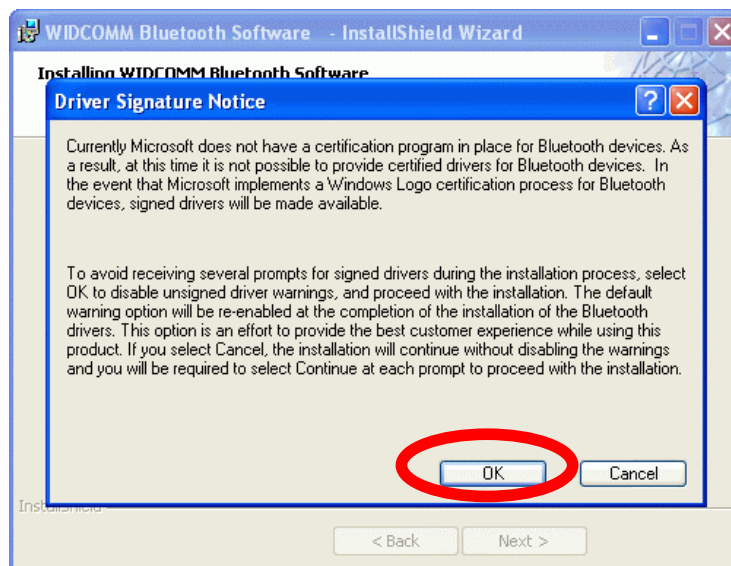 WIDCOMM Bluetooth Software - InstallShield Wizard
Installing WIDCOMM Bluetooth Software
Driver Signature Notice
Currently Microsoft does not have a certification program in place for Bluetooth devices. As
a result, at this time it is not possible to provide certified drivers for Bluetooth devices. In
the event that Microsoft implements a Windows Logo certification process for Bluetooth
devices, signed drivers will be made available.
To avoid receiving several prompts for signed drivers during the installation process, select
OK to disable unsigned driver warnings, and proceed with the installation. The default
warning option will be re-enabled at the completion of the installation of the Bluetooth
drivers. This option is an effort to provide the best customer experience while using this
product. If you select Cancel, the installation will continue without disabling the warnings
and you will be required to select Continue at each prompt to proceed with the installation.
OK Cancel
InstallShield
< Back Next >